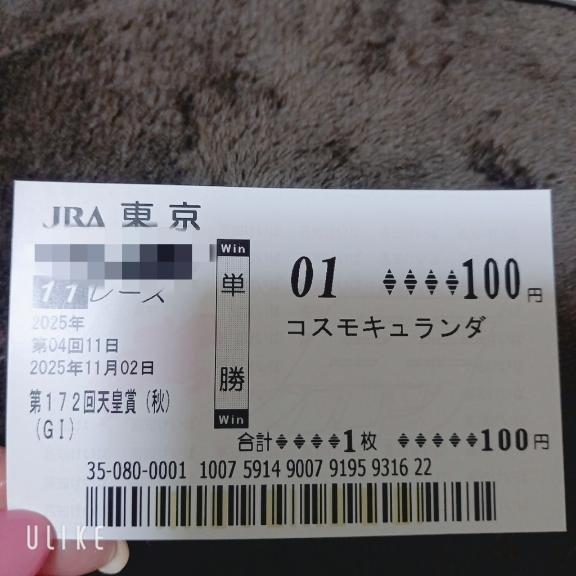 JRA 東京
11レース
2025年
第04回11日
2025年11月02日
第172回天皇賞（秋）
（GⅠ）
Win
単勝
Win
01 ♦♦♦♦100円
コスモキュランダ
合計♦♦♦♦1枚 ♦♦♦♦♦100円
35-080-0001 1007 5914 9007 9195 9316 22
ULIKE